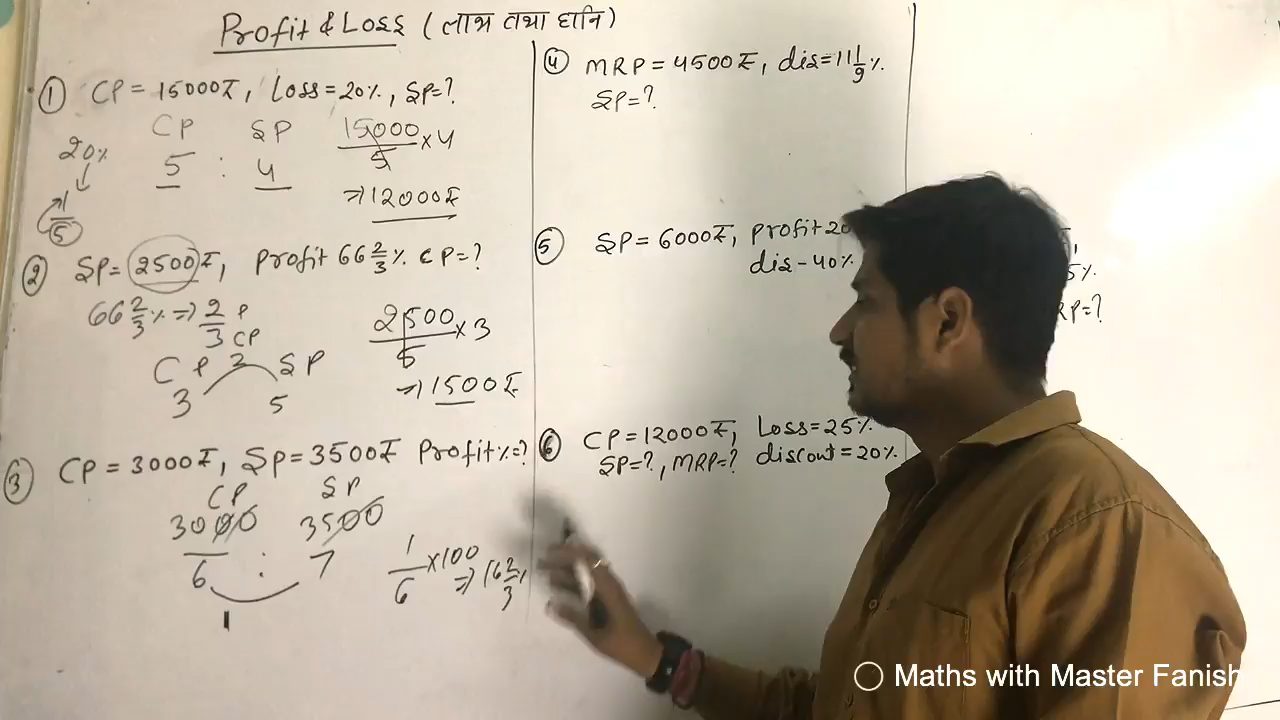 Profit & Loss (लाभ तथा हानि)
① CP = 15000₹, Loss = 20%, SP=?
CP SP
20% 5 : 4
15000/5 × 4
1/5
⇒ 12000₹
② SP = 2500₹, Profit 66 2/3 % CP=?
66 2/3 % ⇒ 2/3 P CP
2500/5 × 3
CP 2 SP
3 5
⇒ 1500₹
③ CP = 3000₹, SP = 3500₹ Profit% = ?
CP SP
3000 3500
6 : 7
1
1/6 × 100 ⇒ 16 2/3 %
④ MRP = 4500₹, dis = 11 1/9 %
SP=?
⑤ SP = 6000₹, Profit 20
dis - 40%
⑥ CP = 12000₹, Loss = 25%
SP=?, MRP=? discount = 20%
5%
RP=?
Maths with Master Fanish